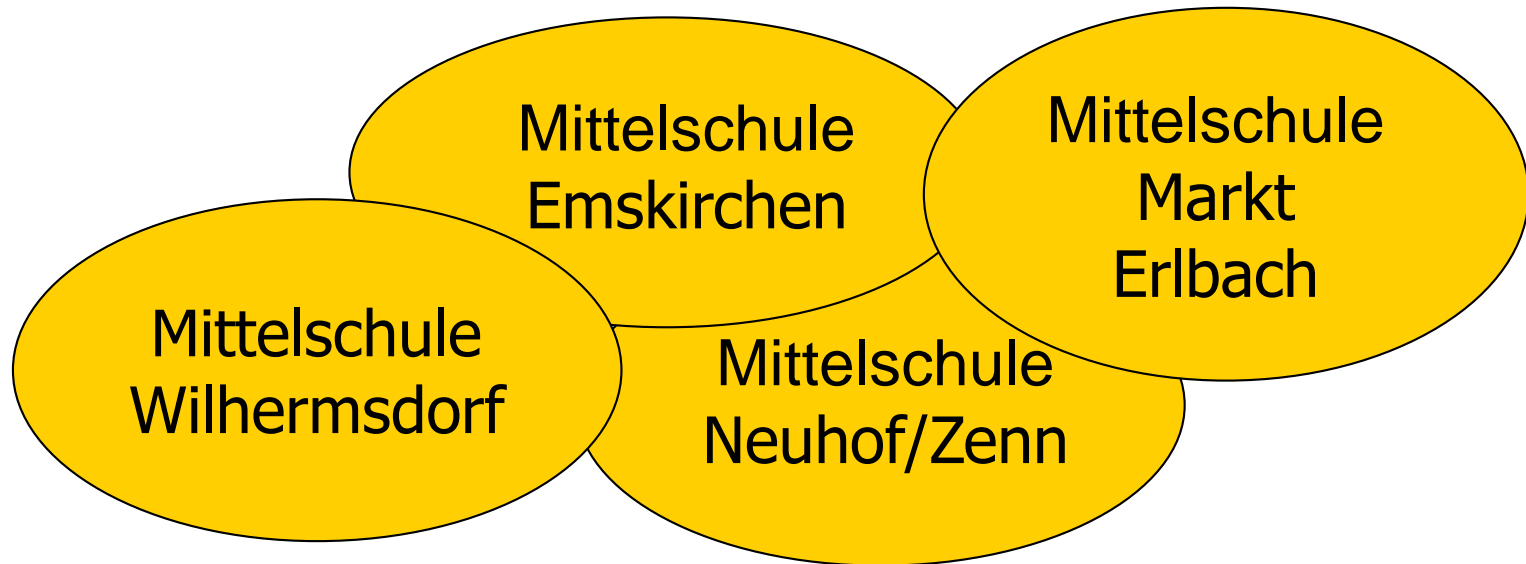 Mittelschule
Emskirchen
Mittelschule
Markt
Erlbach
Mittelschule
Wilhermsdorf
Mittelschule
Neuhof/Zenn